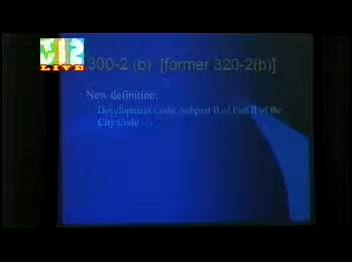 12
LIVE
300-2 (b) [former 320-2(b)]
New definition:
Development Code: Subpart II of Part II of the
City Code